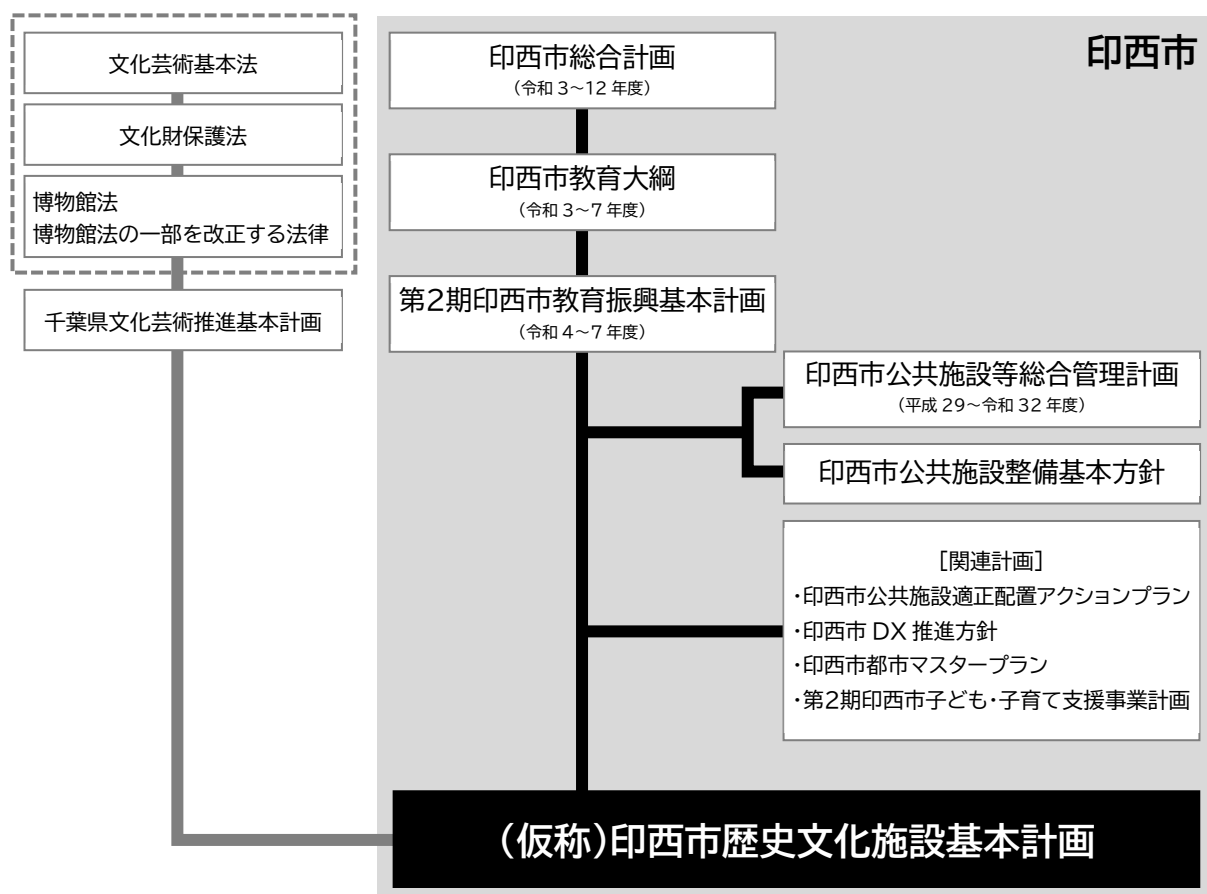 文化芸術基本法
文化財保護法
博物館法
博物館法の一部を改正する法律
千葉県文化芸術推進基本計画
印西市
印西市総合計画
（令和3～12年度）
印西市教育大綱
（令和3～7年度）
第2期印西市教育振興基本計画
（令和4～7年度）
印西市公共施設等総合管理計画
（平成29～令和32年度）
印西市公共施設整備基本方針
［関連計画］
・印西市公共施設適正配置アクションプラン
・印西市DX推進方針
・印西市都市マスタープラン
・第2期印西市子ども・子育て支援事業計画
（仮称）印西市歴史文化施設基本計画